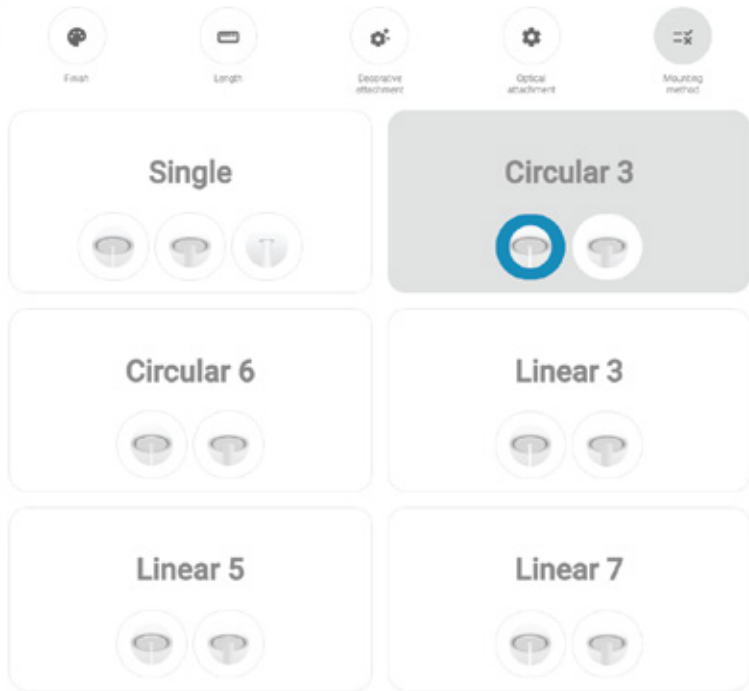 Finish
Length
Decorative
attachment
Optical
attachment
Mounting
method
Single
Circular 3
Circular 6
Linear 3
Linear 5
Linear 7